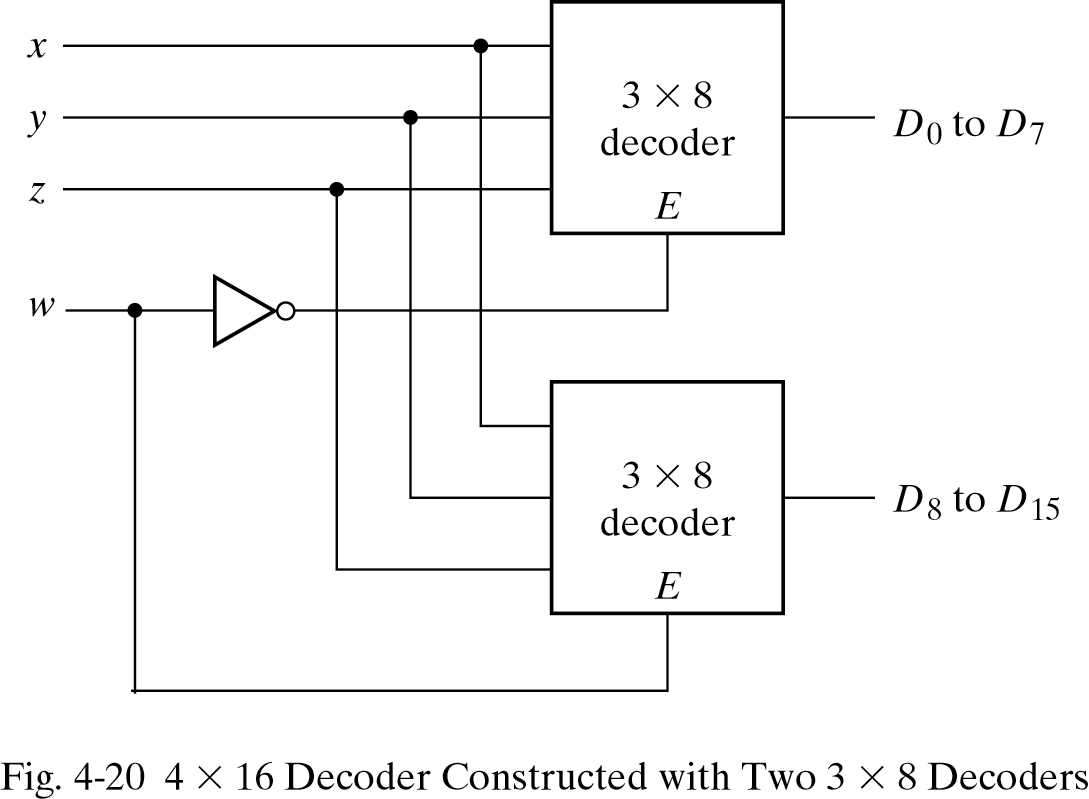 x
y
z
w
3 × 8
decoder
E
D0 to D7
3 × 8
decoder
E
D8 to D15
Fig. 4-20 4 × 16 Decoder Constructed with Two 3 × 8 Decoders